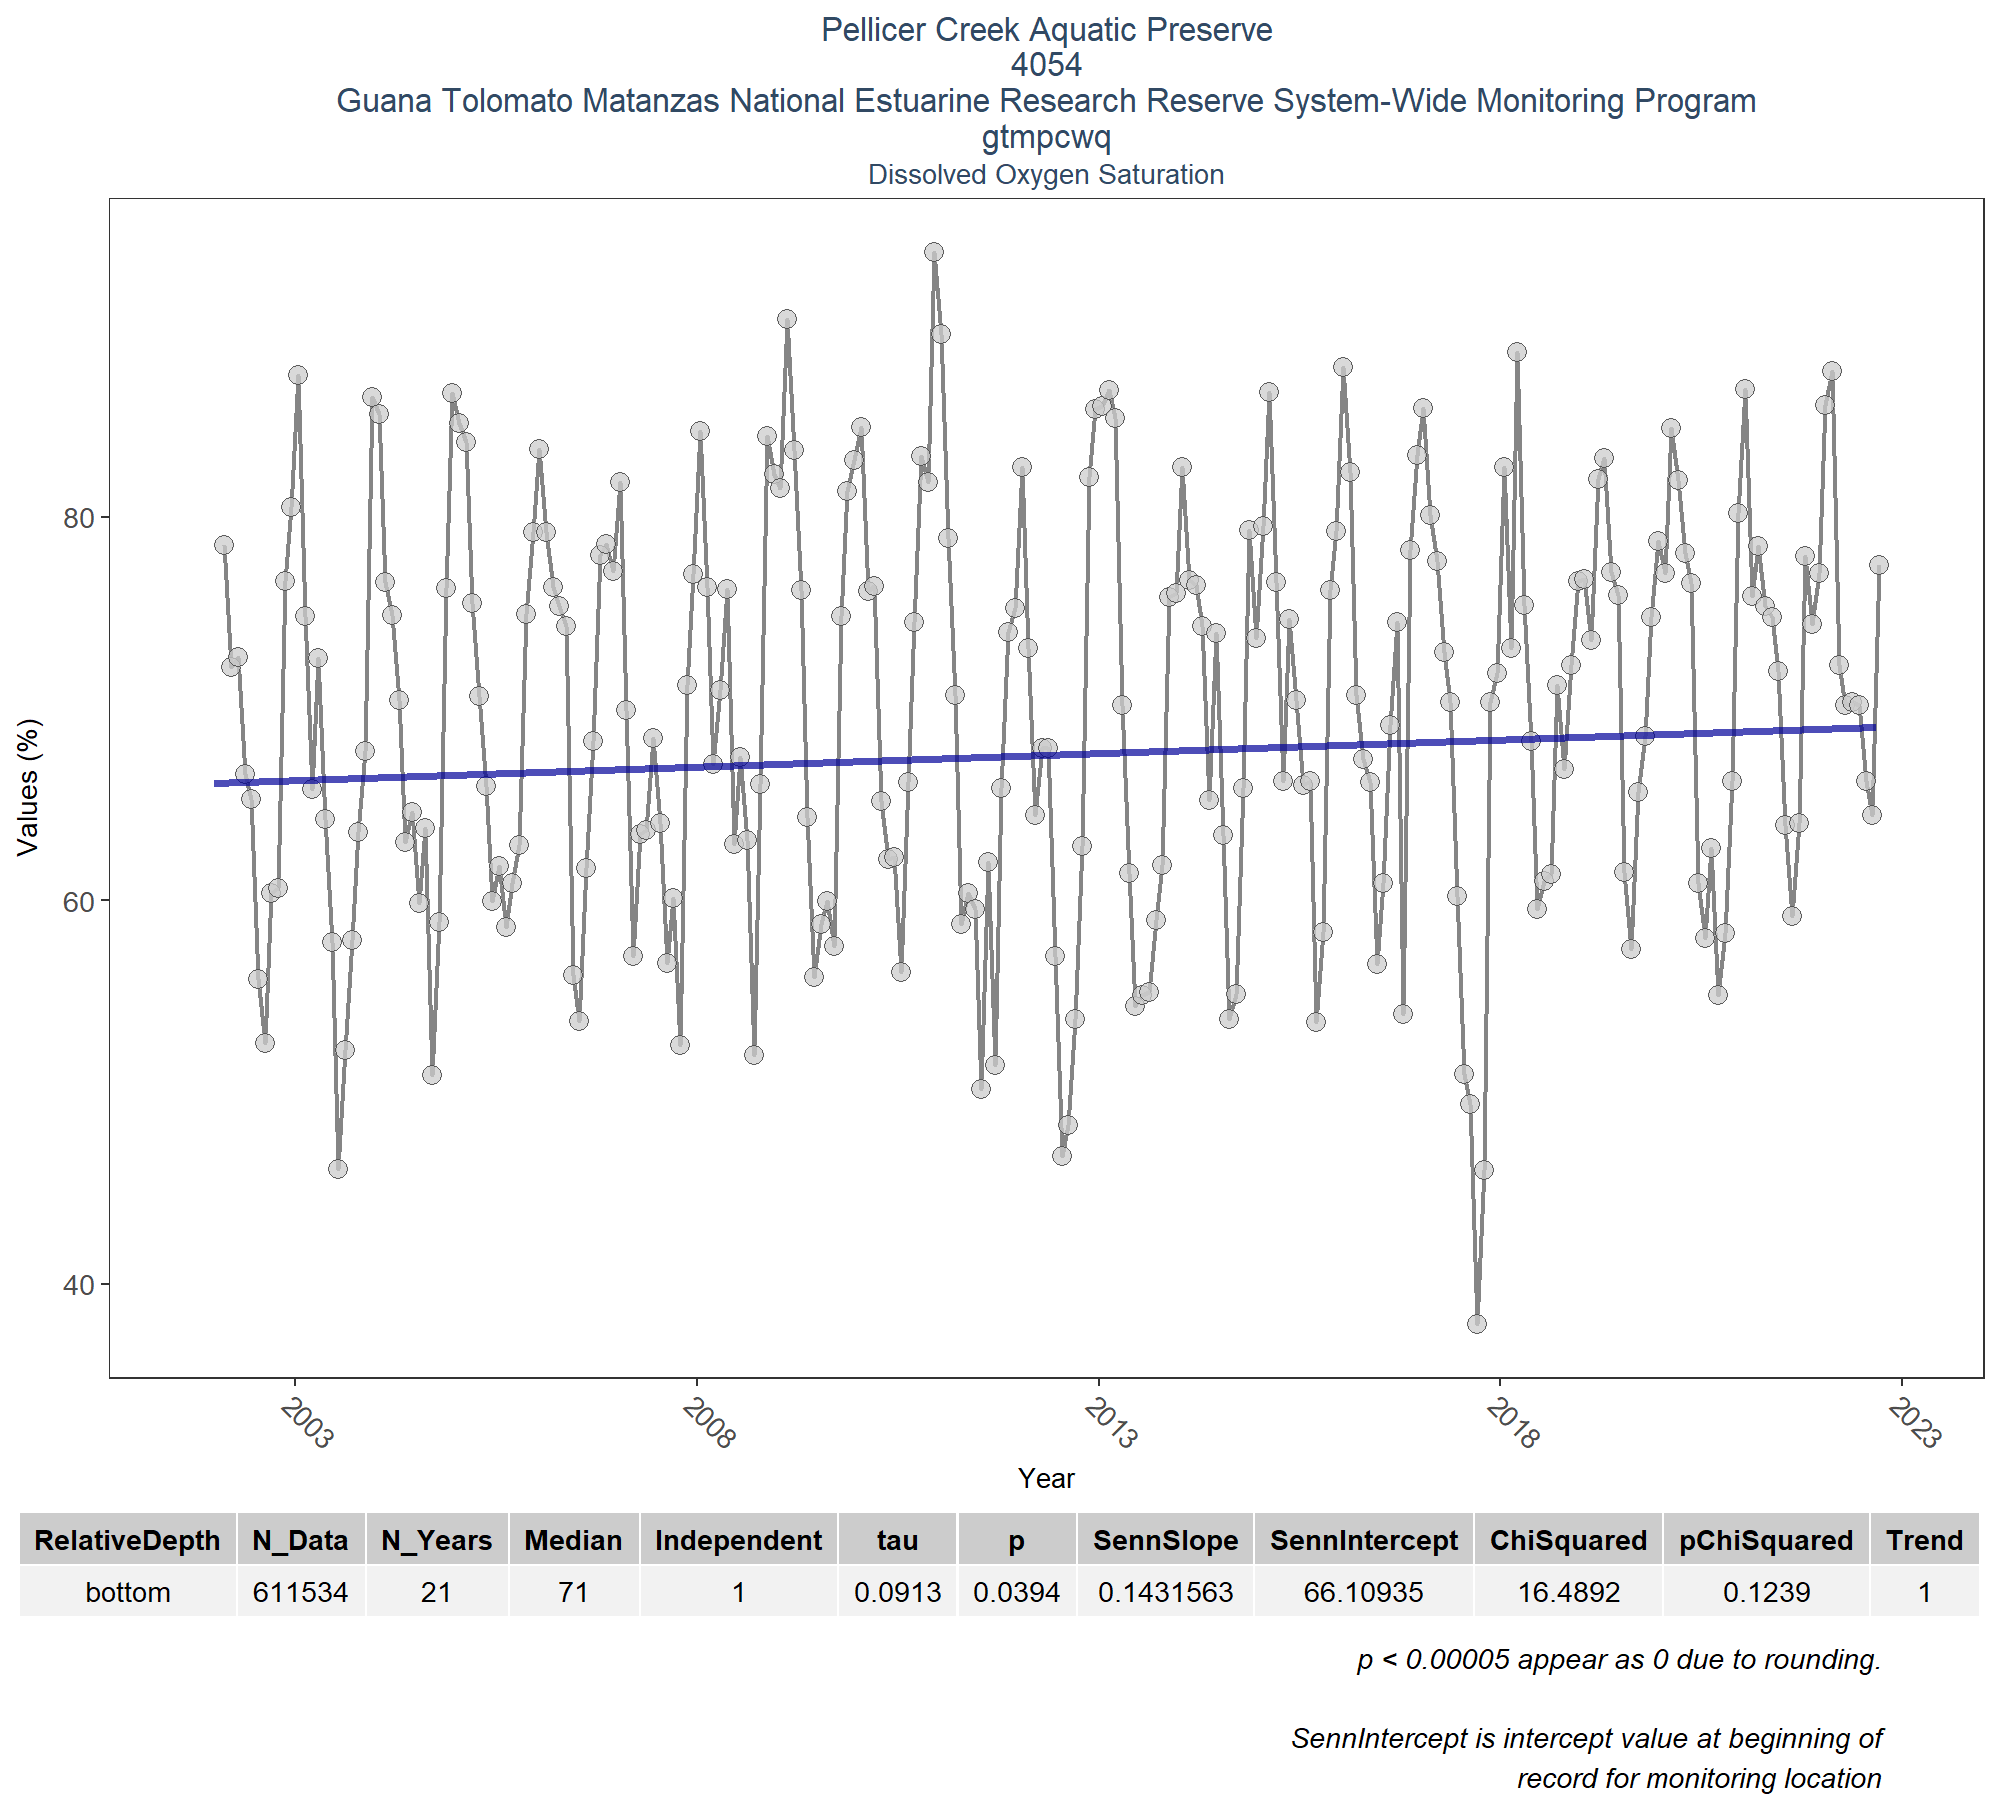 Pellicer Creek Aquatic Preserve
4054
Guana Tolomato Matanzas National Estuarine Research Reserve System-Wide Monitoring Program
gtmpcwq
Dissolved Oxygen Saturation
Values (%)
80
60
40
2003 2008 2013 2018 2023
Year
RelativeDepth N_Data N_Years Median Independent tau p SennSlope SennIntercept ChiSquared pChiSquared Trend
bottom 611534 21 71 1 0.0913 0.0394 0.1431563 66.10935 16.4892 0.1239 1
p < 0.00005 appear as 0 due to rounding.
SennIntercept is intercept value at beginning of
record for monitoring location